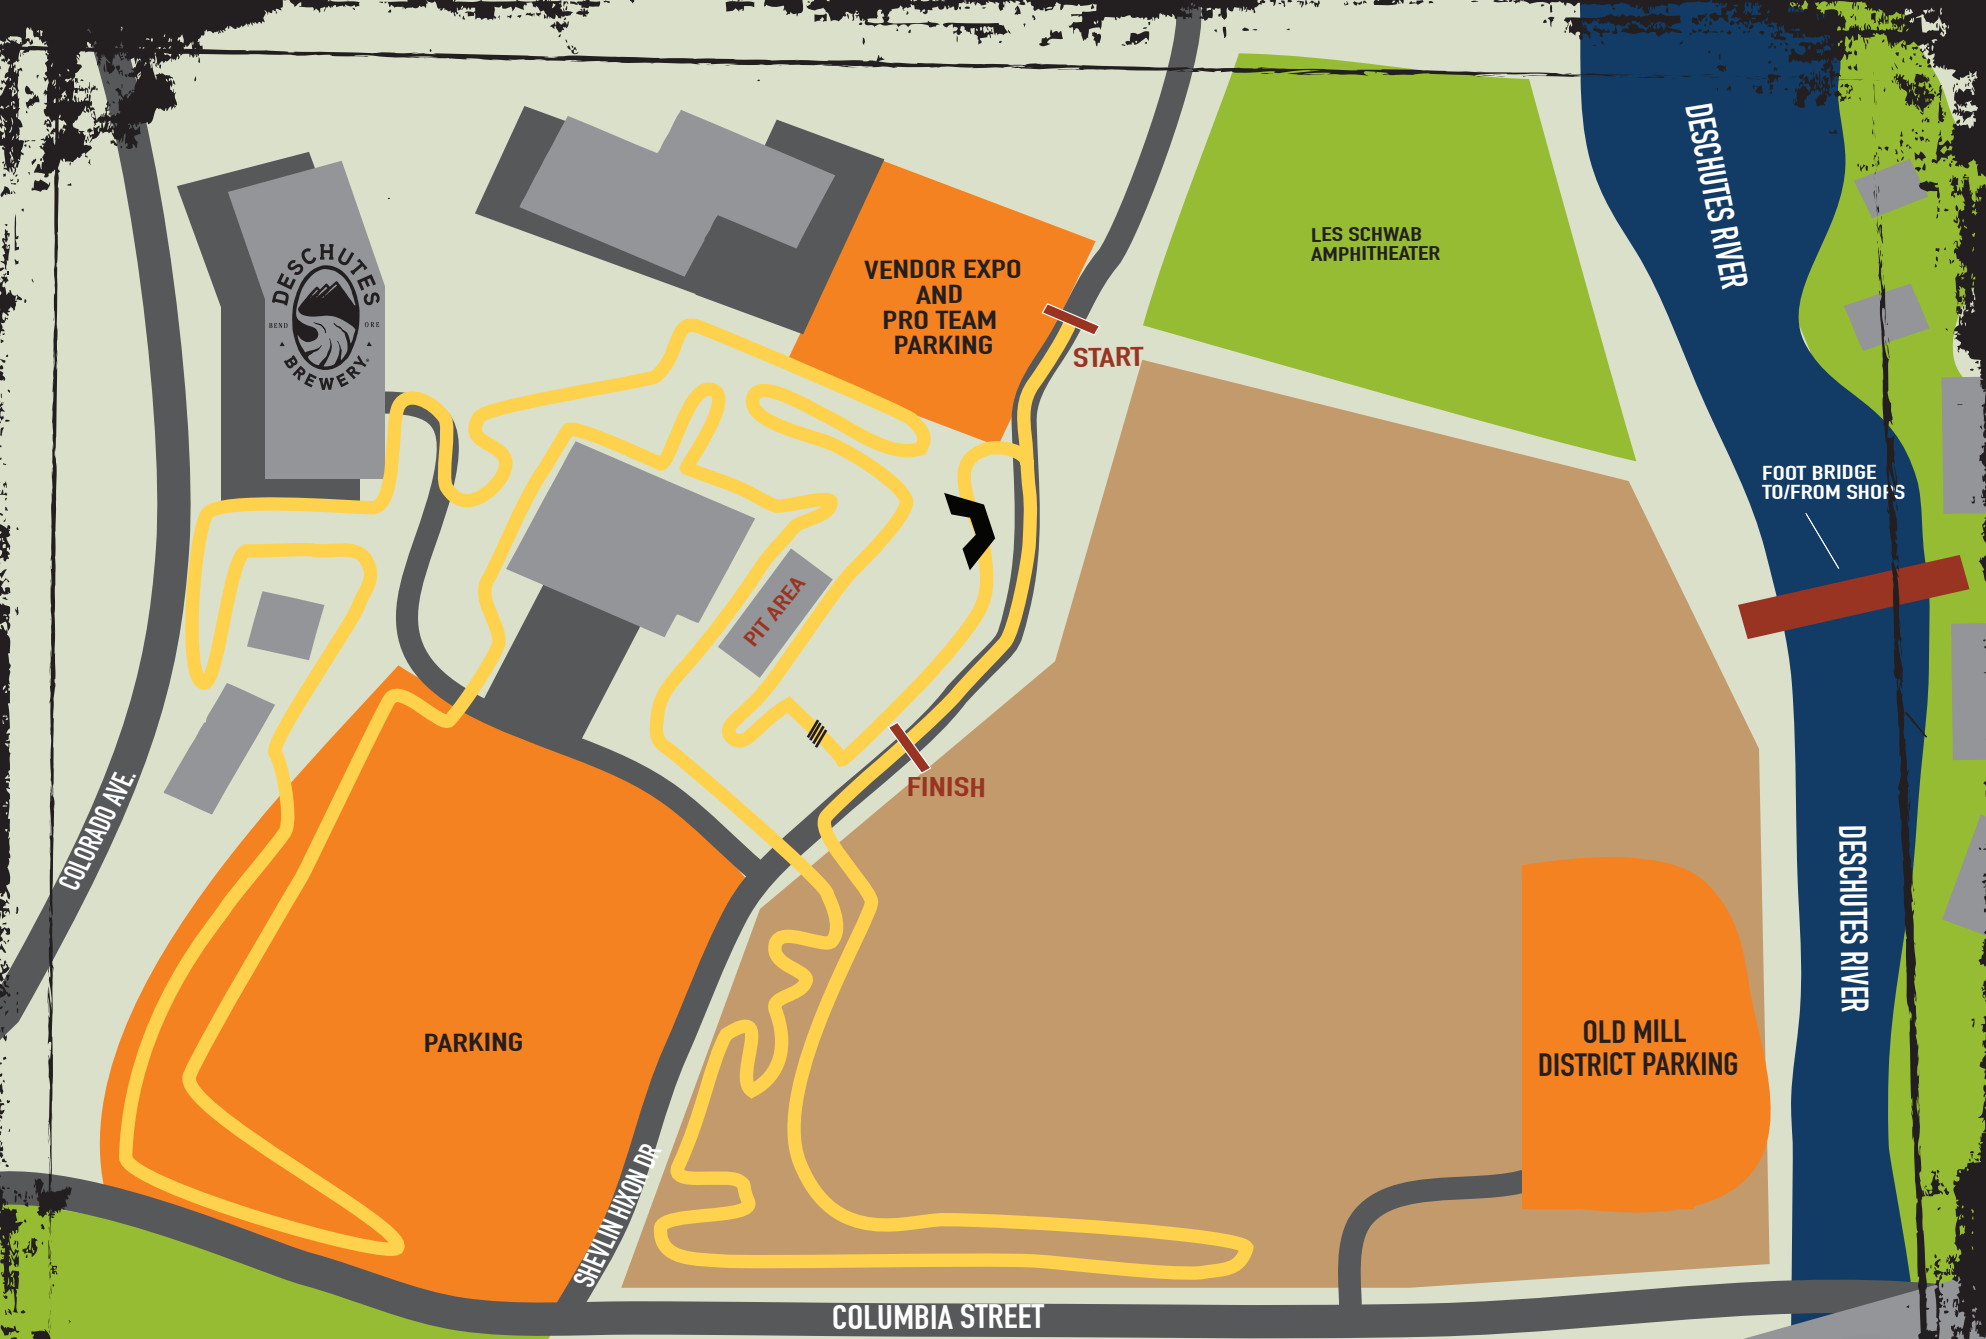 DESCHUTES RIVER
LES SCHWAB
AMPHITHEATER
DESCHUTES
BEND ORE
BREWERY
VENDOR EXPO
AND
PRO TEAM
PARKING
START
FOOT BRIDGE
TO/FROM SHOPS
PIT AREA
FINISH
COLORADO AVE.
DESCHUTES RIVER
PARKING
OLD MILL
DISTRICT PARKING
SHEVLIN HIXON DR
COLUMBIA STREET